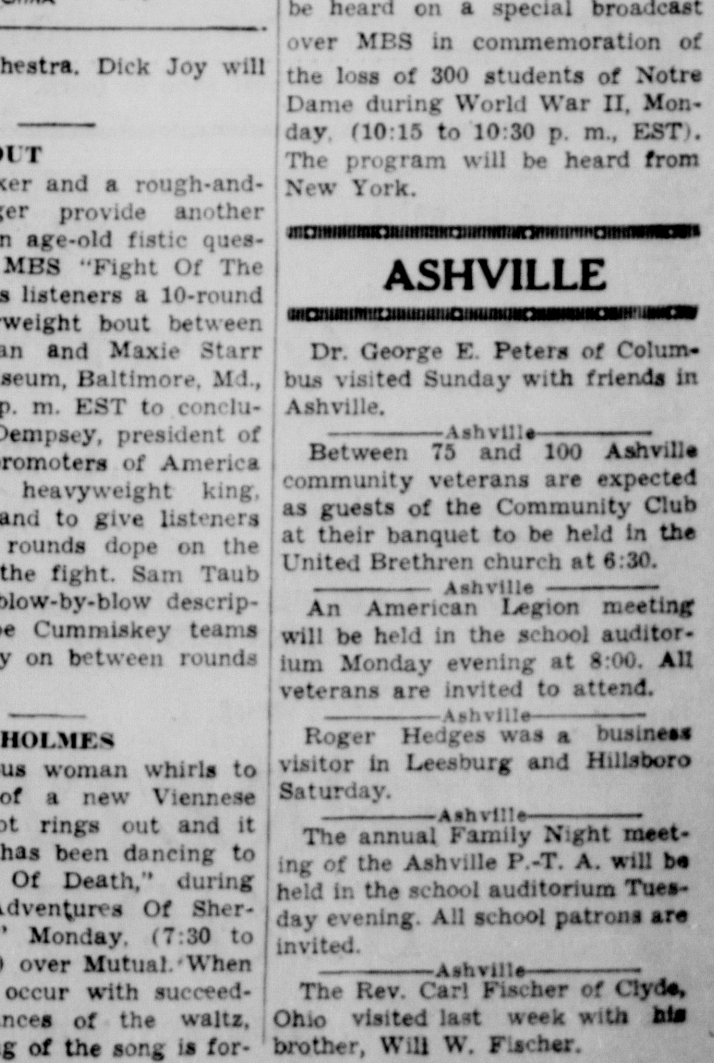 hestra. Dick Joy will
OUT
ker and a rough-and-
ger provide another
n age-old fistic ques-
MBS "Fight Of The
s listeners a 10-round
weight bout between
an and Maxie Starr
seum, Baltimore, Md.,
p. m. EST to conclu-
Dempsey, president of
romoters of America
heavyweight king,
and to give listeners
rounds dope on the
the fight. Sam Taub
blow-by-blow descrip-
e Cummiskey teams
y on between rounds
HOLMES
us woman whirls to
of a new Viennese
ot rings out and it
has been dancing to
Of Death," during
Adventures Of Sher-
' Monday. (7:30 to
) over Mutual. When
occur with succeed-
nces of the waltz,
g of the song is for-
be heard on a special broadcast
over MBS in commemoration of
the loss of 300 students of Notre
Dame during World War II, Mon-
day. (10:15 to 10:30 p. m., EST).
The program will be heard from
New York.
ASHVILLE
Dr. George E. Peters of Colum-
bus visited Sunday with friends in
Ashville.
Ashville
Between 75 and 100 Ashville
community veterans are expected
as guests of the Community Club
at their banquet to be held in the
United Brethren church at 6:30.
Ashville
An American Legion meeting
will be held in the school auditor-
ium Monday evening at 8:00. All
veterans are invited to attend.
Ashville
Roger Hedges was a business
visitor in Leesburg and Hillsboro
Saturday.
Ashville
The annual Family Night meet-
ing of the Ashville P.-T. A. will be
held in the school auditorium Tues-
day evening. All school patrons are
invited.
Ashville
The Rev. Carl Fischer of Clyde,
Ohio visited last week with his
brother, Will W. Fischer.